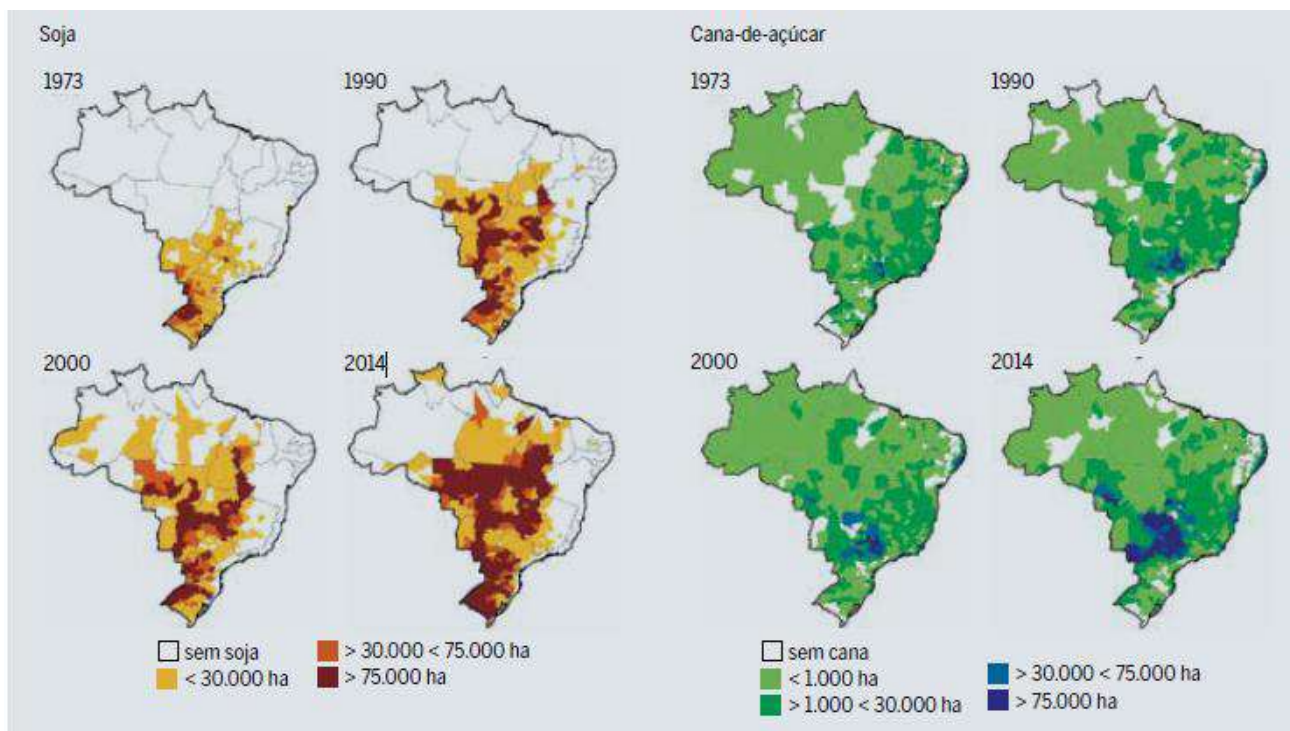 Soja
1973
1990
2000
2014
sem soja
< 30.000 ha
> 30.000 < 75.000 ha
> 75.000 ha
Cana-de-açúcar
1973
1990
2000
2014
sem cana
< 1.000 ha
> 1.000 < 30.000 ha
> 30.000 < 75.000 ha
> 75.000 ha